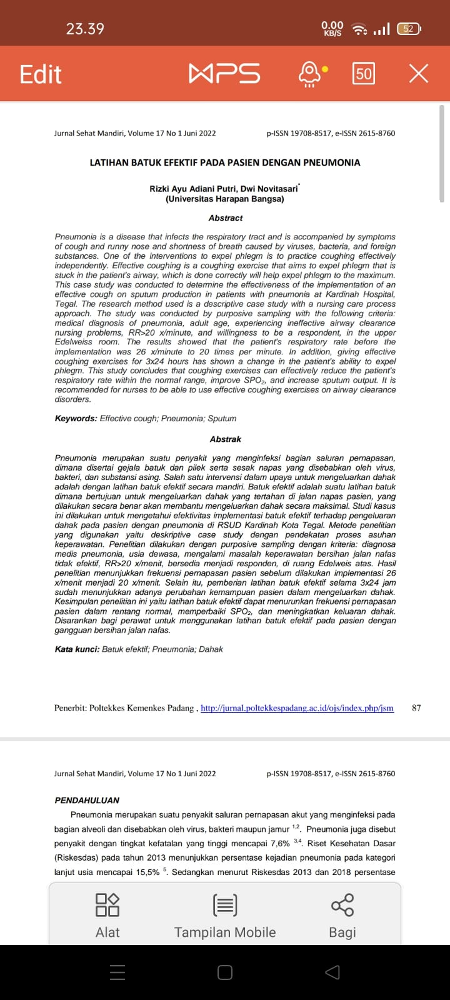 23.39
0.00
KB/S
52
Edit
WPS
50
Jurnal Sehat Mandiri, Volume 17 No 1 Juni 2022 p-ISSN 19708-8517, e-ISSN 2615-8760
LATIHAN BATUK EFEKTIF PADA PASIEN DENGAN PNEUMONIA
Rizki Ayu Adiani Putri, Dwi Novitasari*
(Universitas Harapan Bangsa)
Abstract
Pneumonia is a disease that infects the respiratory tract and is accompanied by symptoms
of cough and runny nose and shortness of breath caused by viruses, bacteria, and foreign
substances. One of the interventions to expel phlegm is to practice coughing effectively
independently. Effective coughing is a coughing exercise that aims to expel phlegm that is
stuck in the patient's airway, which is done correctly will help expel phlegm to the maximum.
This case study was conducted to determine the effectiveness of the implementation of an
effective cough on sputum production in patients with pneumonia at Kardinah Hospital,
Tegal. The research method used is a descriptive case study with a nursing care process
approach. The study was conducted by purposive sampling with the following criteria:
medical diagnosis of pneumonia, adult age, experiencing ineffective airway clearance
nursing problems, RR>20 x/minute, and willingness to be a respondent, in the upper
Edelweiss room. The results showed that the patient's respiratory rate before the
implementation was 26 x/minute to 20 times per minute. In addition, giving effective
coughing exercises for 3x24 hours has shown a change in the patient's ability to expel
phlegm. This study concludes that coughing exercises can effectively reduce the patient's
respiratory rate within the normal range, improve SPO₂, and increase sputum output. It is
recommended for nurses to be able to use effective coughing exercises on airway clearance
disorders.
Keywords: Effective cough; Pneumonia; Sputum
Abstrak
Pneumonia merupakan suatu penyakit yang menginfeksi bagian saluran pernapasan,
dimana disertai gejala batuk dan pilek serta sesak napas yang disebabkan oleh virus,
bakteri, dan substansi asing. Salah satu intervensi dalam upaya untuk mengeluarkan dahak
adalah dengan latihan batuk efektif secara mandiri. Batuk efektif adalah suatu latihan batuk
dimana bertujuan untuk mengeluarkan dahak yang tertahan di jalan napas pasien, yang
dilakukan secara benar akan membantu mengeluarkan dahak secara maksimal. Studi kasus
ini dilakukan untuk mengetahui efektivitas implementasi batuk efektif terhadap pengeluaran
dahak pada pasien dengan pneumonia di RSUD Kardinah Kota Tegal. Metode penelitian
yang digunakan yaitu deskriptive case study dengan pendekatan proses asuhan
keperawatan. Penelitian dilakukan dengan purposive sampling dengan kriteria: diagnosa
medis pneumonia, usia dewasa, mengalami masalah keperawatan bersihan jalan nafas
tidak efektif, RR>20 x/menit, bersedia menjadi responden, di ruang Edelweis atas. Hasil
penelitian menunjukkan frekuensi pernapasan pasien sebelum dilakukan implementasi 26
x/menit menjadi 20 x/menit. Selain itu, pemberian latihan batuk efektif selama 3x24 jam
sudah menunjukkan adanya perubahan kemampuan pasien dalam mengeluarkan dahak.
Kesimpulan penelitian ini yaitu latihan batuk efektif dapat menurunkan frekuensi pernapasan
pasien dalam rentang normal, memperbaiki SPO₂, dan meningkatkan keluaran dahak.
Disarankan bagi perawat untuk menggunakan latihan batuk efektif pada pasien dengan
gangguan bersihan jalan nafas.
Kata kunci: Batuk efektif; Pneumonia; Dahak
Penerbit: Poltekkes Kemenkes Padang , http://jurnal.poltekkespadang.ac.id/ojs/index.php/jsm 87
Jurnal Sehat Mandiri, Volume 17 No 1 Juni 2022 p-ISSN 19708-8517, e-ISSN 2615-8760
PENDAHULUAN
Pneumonia merupakan suatu penyakit saluran pernapasan akut yang menginfeksi pada
bagian alveoli dan disebabkan oleh virus, bakteri maupun jamur ¹,². Pneumonia juga disebut
penyakit dengan tingkat kefatalan yang tinggi mencapai 7,6% ³,⁴. Riset Kesehatan Dasar
(Riskesdas) pada tahun 2013 menunjukkan persentase kejadian pneumonia pada kategori
lanjut usia mencapai 15,5% ⁵. Sedangkan menurut Riskesdas 2013 dan 2018 persentase
Alat Tampilan Mobile Bagi